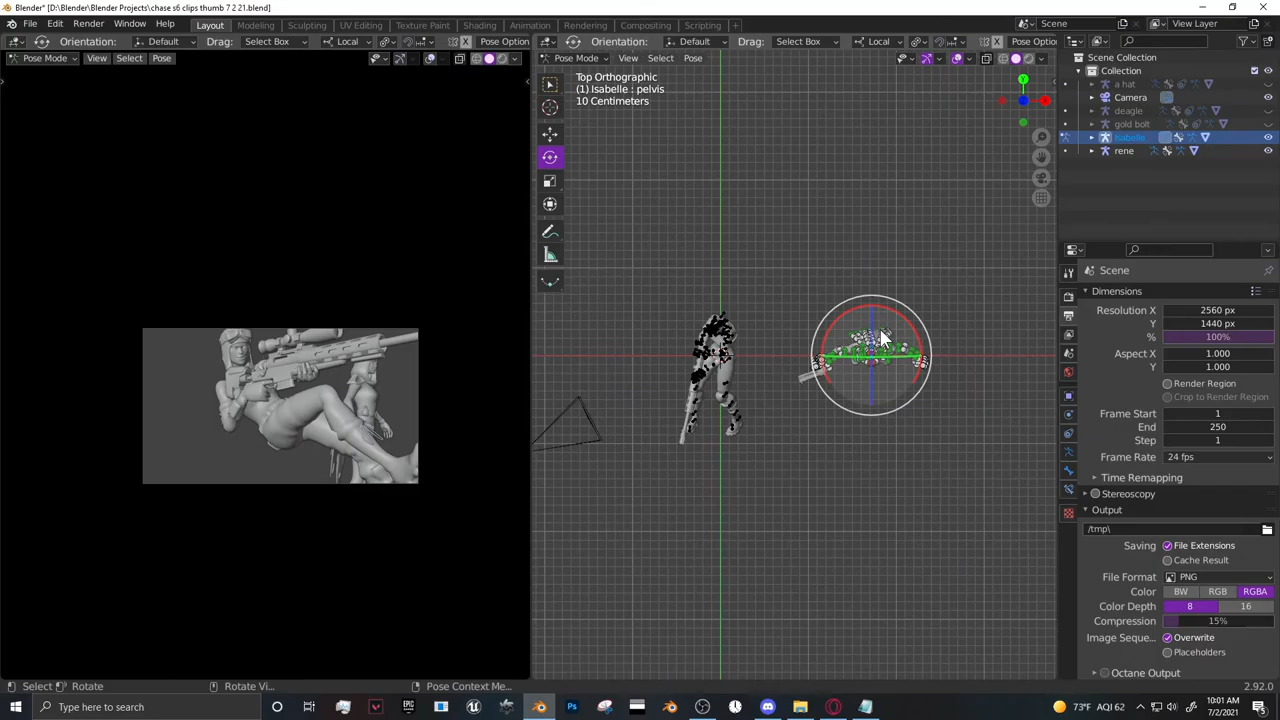 Blender* [D:\Blender\Blender Projects\chase s6 clips thumb 7 2 21.blend]
File Edit Render Window Help Layout Modeling Sculpting UV Editing Texture Paint Shading Animation Rendering Compositing Scripting + Scene View Layer
Orientation: Default Drag: Select Box Local X Pose Option
Orientation: Default Drag: Select Box Local X Pose Optio
Pose Mode View Select Pose
Pose Mode View Select Pose
Top Orthographic
(1) Isabelle : pelvis
10 Centimeters
Y
X
Z
Scene Collection
Collection
a hat
Camera
deagle
gold bolt
Isabelle
rene
Scene
Dimensions
Resolution X 2560 px
Y 1440 px
% 100%
Aspect X 1.000
Y 1.000
Render Region
Crop to Render Region
Frame Start 1
End 250
Step 1
Frame Rate 24 fps
Time Remapping
Stereoscopy
Output
/tmp\
Saving File Extensions
Cache Result
File Format PNG
Color BW RGB RGBA
Color Depth 8 16
Compression 15%
Image Seque... Overwrite
Placeholders
Octane Output
Select Rotate Rotate Vi... Pose Context Me... 2.92.0
Type here to search
73°F AQI 62
10:01 AM
7/2/2021